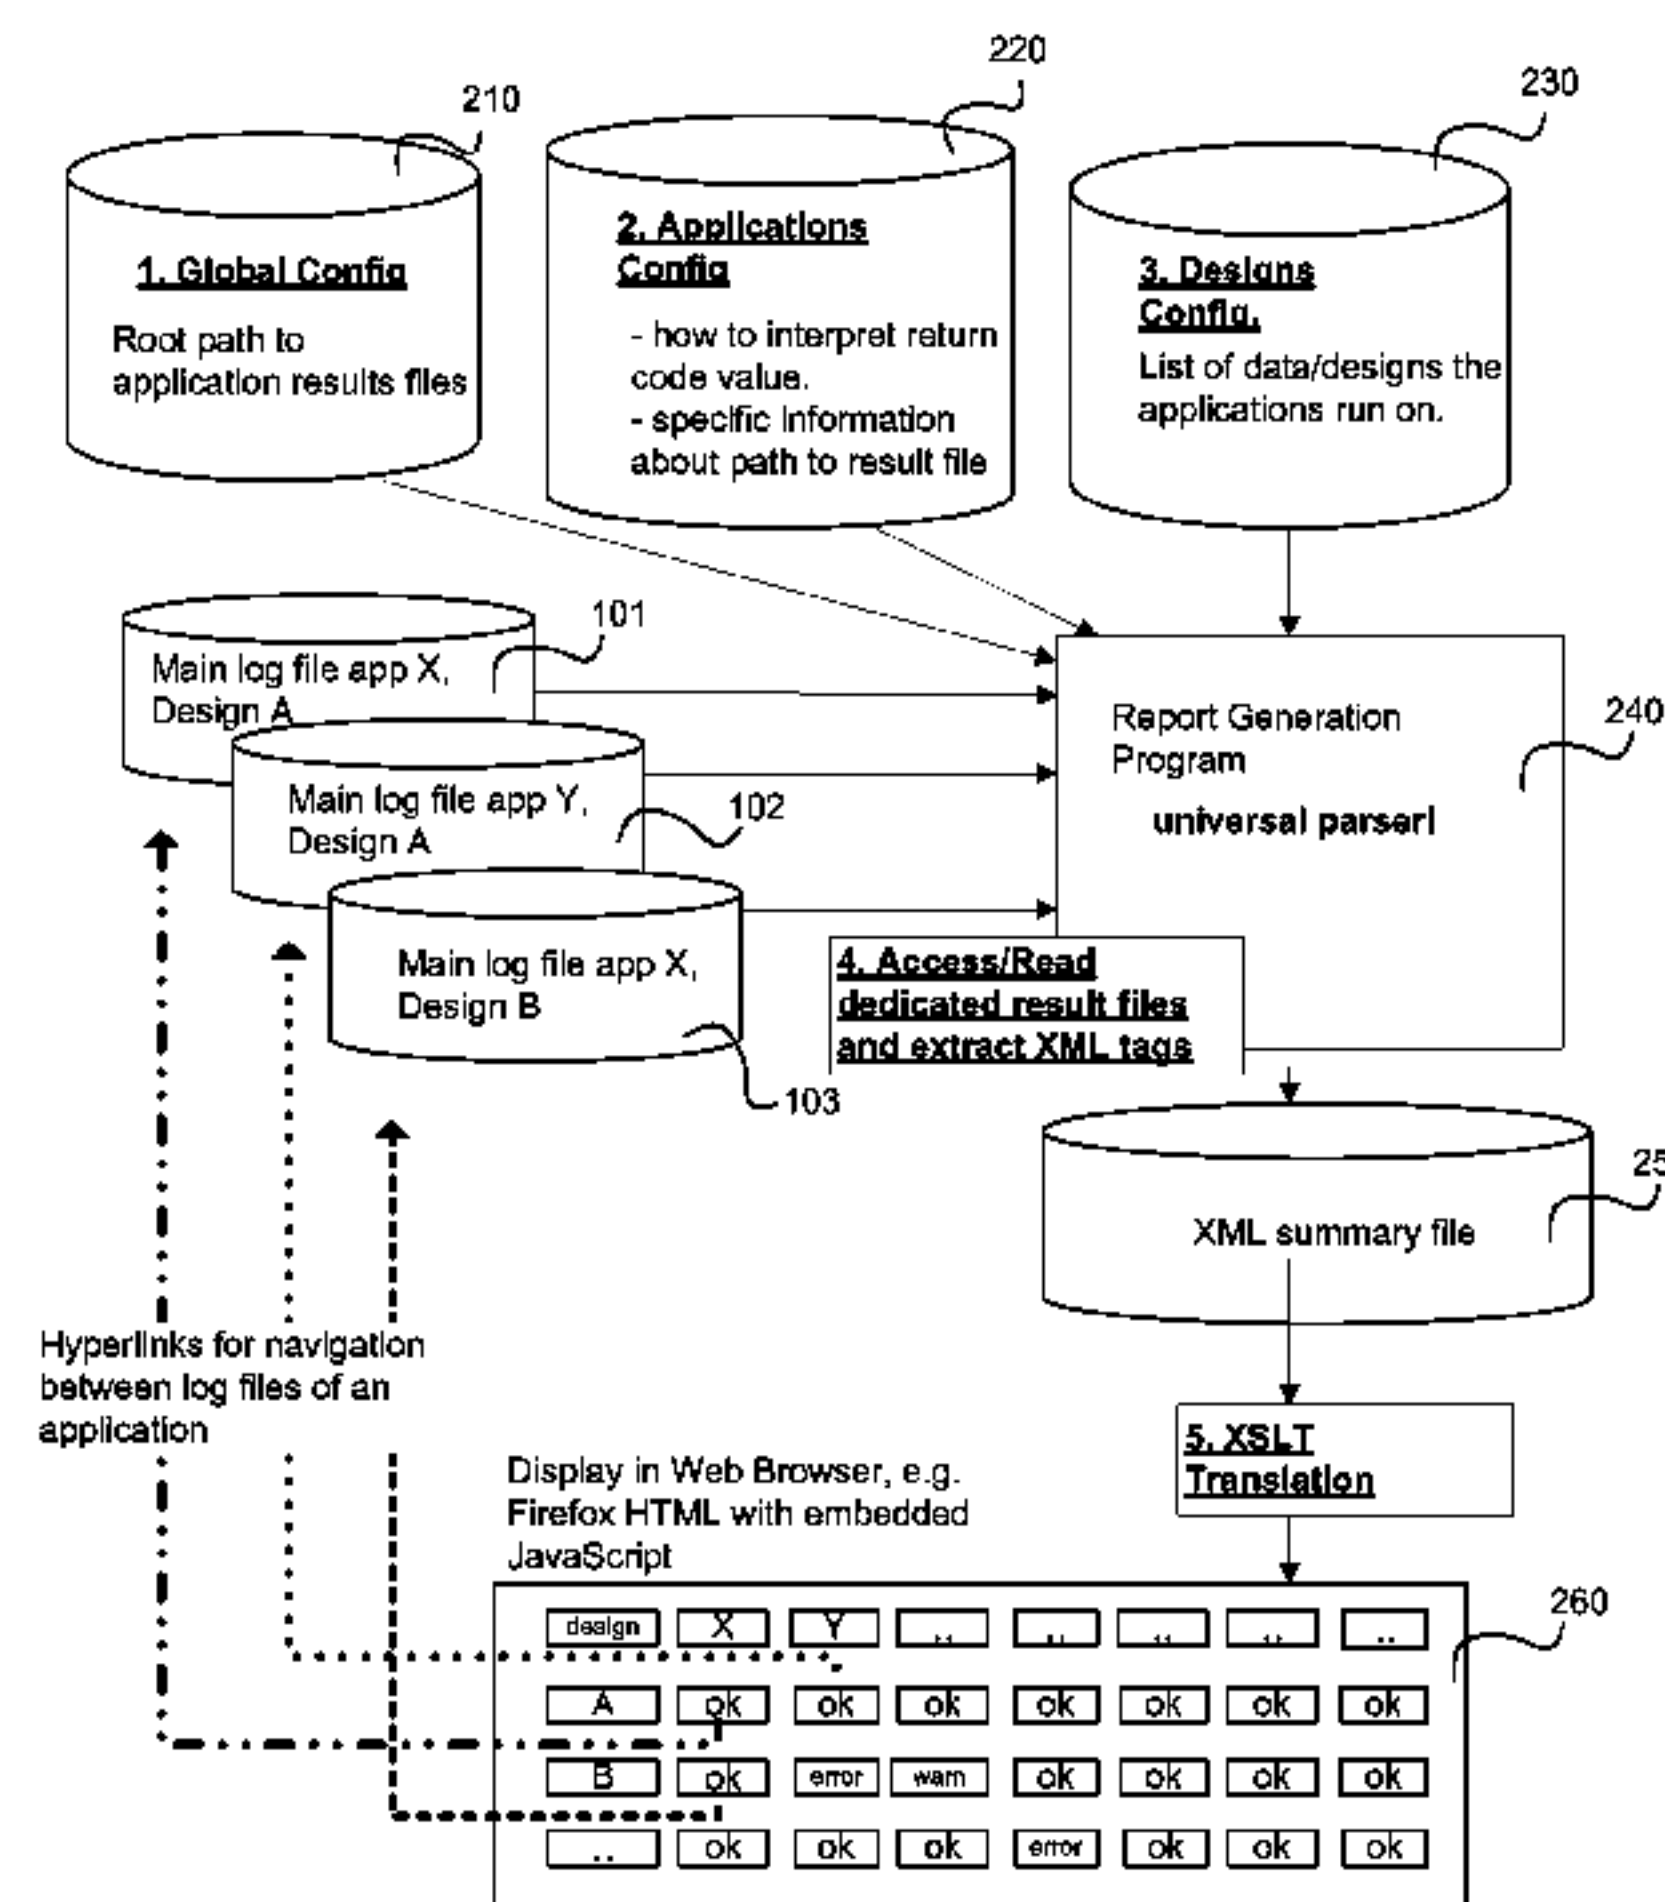 220
230
210
1. Global Config
Root path to
application results files
2. Applications
Config
- how to interpret return
code value.
- specific information
about path to result file
3. Designs
Config.
List of data/designs the
applications run on.
101
Main log file app X,
Design A
102
Main log file app Y,
Design A
Main log file app X,
Design B
103
240
Report Generation
Program
universal parser!
4. Access/Read
dedicated result files
and extract XML tags
25
XML summary file
Hyperlinks for navigation
between log files of an
application
5. XSLT
Translation
Display in Web Browser, e.g.
Firefox HTML with embedded
JavaScript
260
design X Y .. .. .. .. ..
A ok ok ok ok ok ok ok
B ok error warn ok ok ok ok
.. ok ok ok error ok ok ok